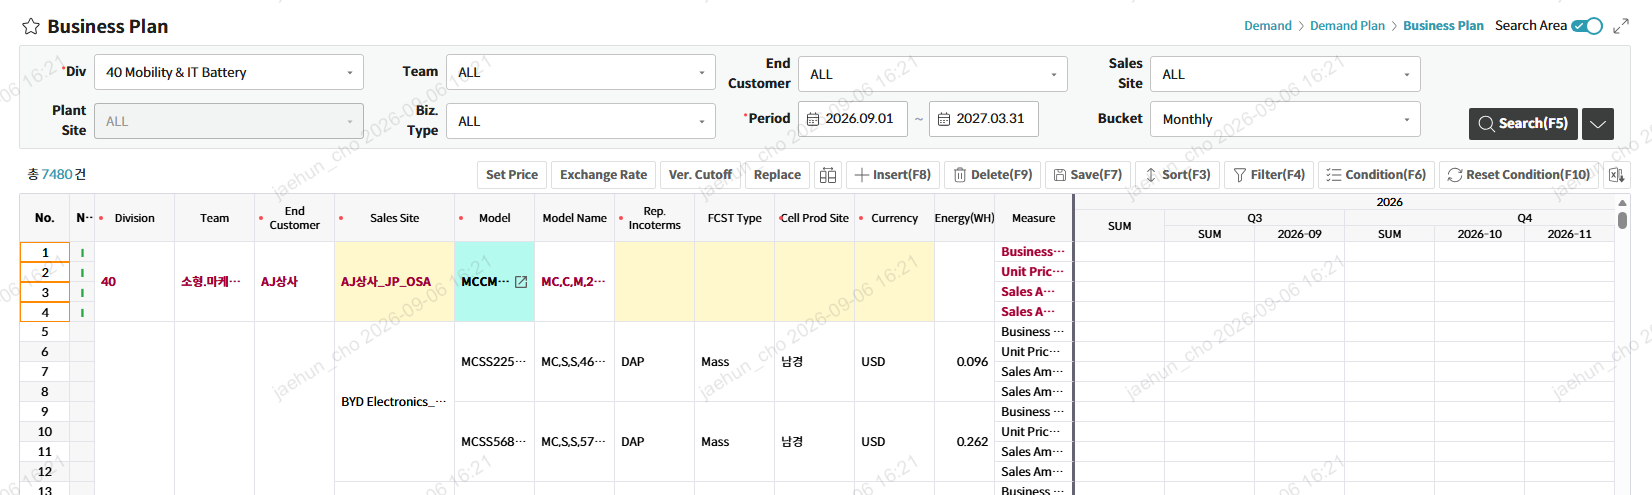 Business Plan
Demand > Demand Plan > Business Plan Search Area
*Div 40 Mobility & IT Battery Team ALL End Customer ALL Sales Site ALL
Plant Site ALL Biz. Type ALL *Period 2026.09.01 ~ 2027.03.31 Bucket Monthly Search(F5)
총 7480 건 Set Price Exchange Rate Ver. Cutoff Replace Insert(F8) Delete(F9) Save(F7) Sort(F3) Filter(F4) Condition(F6) Reset Condition(F10)
No. N··· Division Team End Customer Sales Site Model Model Name Rep. Incoterms FCST Type Cell Prod Site Currency Energy(WH) Measure SUM 2026
Q3 Q4
SUM 2026-09 SUM 2026-10 2026-11
1 I Business···
2 I Unit Pric···
40 소형.마케··· AJ상사 AJ상사_JP_OSA MCCM··· MC,C,M,2···
3 I Sales A···
4 I Sales A···
5 Business ···
6 Unit Pric···
MCSS225··· MC,S,S,46··· DAP Mass 남경 USD 0.096
7 Sales Am···
8 Sales Am···
BYD Electronics_···
9 Business ···
10 Unit Pric···
MCSS568··· MC,S,S,57··· DAP Mass 남경 USD 0.262
11 Sales Am···
12 Sales Am···
13 Business ···
jaehun_cho 2026-09-06 16:21